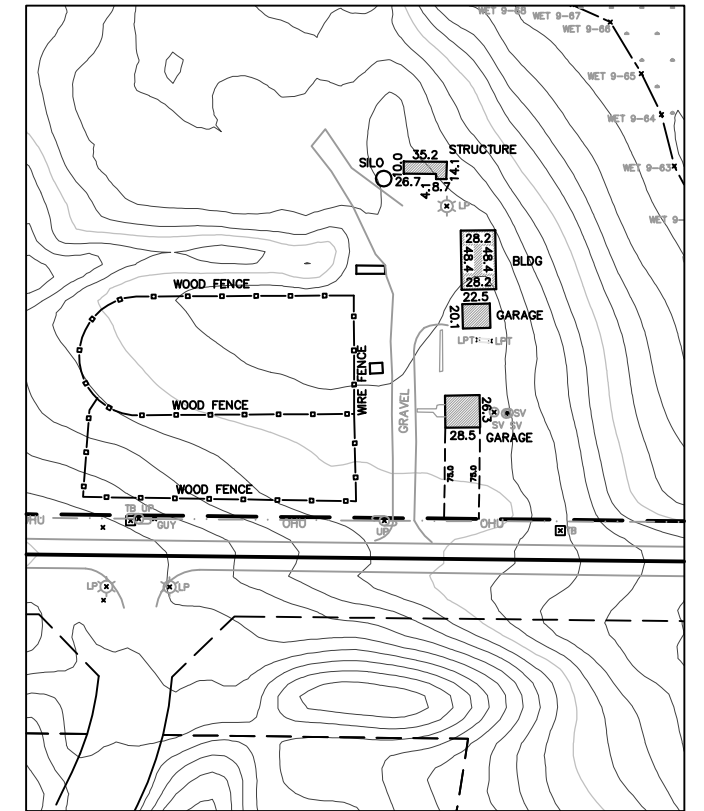 WET 9-68
WET 9-67
WET 9-66
WET 9-65
WET 9-64
WET 9-63
WET 9-
STRUCTURE
35.2
SILO
10.0
14.1
26.7
8.7
4.1
LP
28.2
48.4
48.4
BLDG
28.2
WOOD FENCE
22.5
20.1
GARAGE
LPT
LPT
WIRE FENCE
GRAVEL
WOOD FENCE
26.3
SV
SV SV
28.5
GARAGE
75.0
75.0
WOOD FENCE
TB UP
GUY
OHU
OHU
UP
OHU
TB
LP
LP